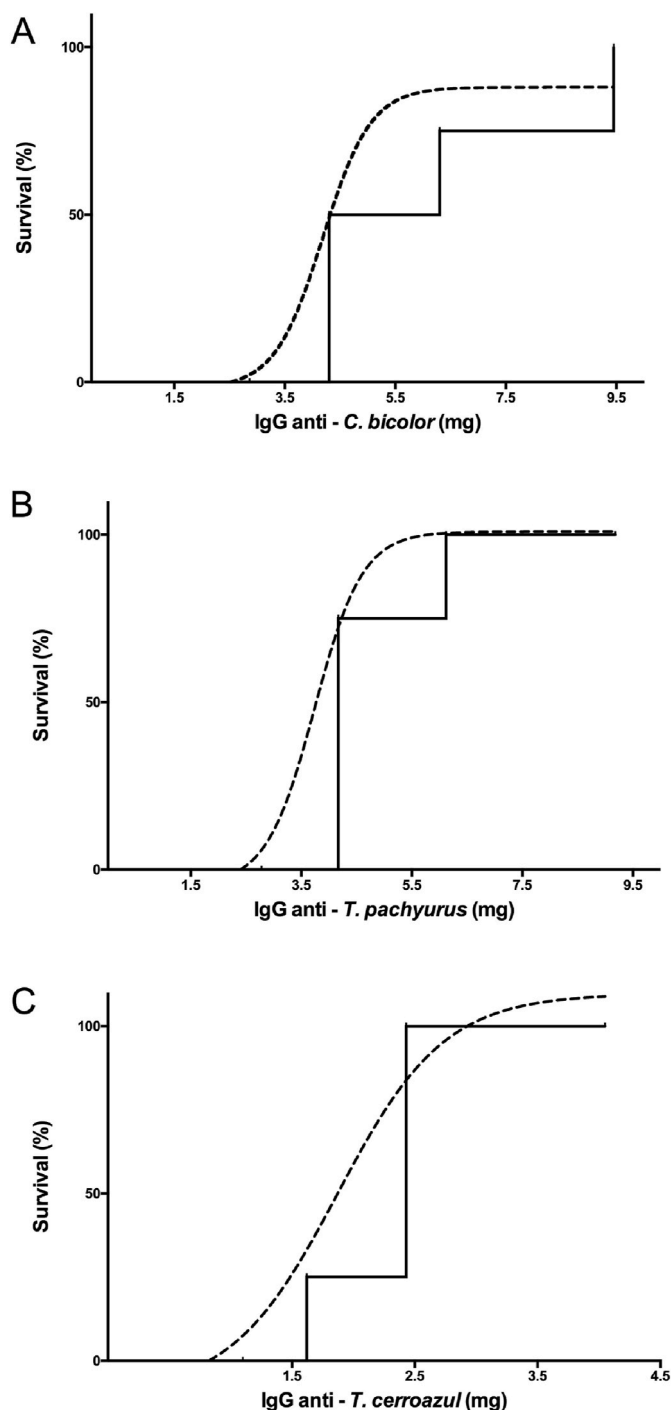 A
100
Survival (%)
50
0
1.5 3.5 5.5 7.5 9.5
IgG anti - C. bicolor (mg)
B
100
Survival (%)
50
0
1.5 3.5 5.5 7.5 9.5
IgG anti - T. pachyurus (mg)
C
100
Survival (%)
50
0
1.5 2.5 3.5 4.5
IgG anti - T. cerroazul (mg)